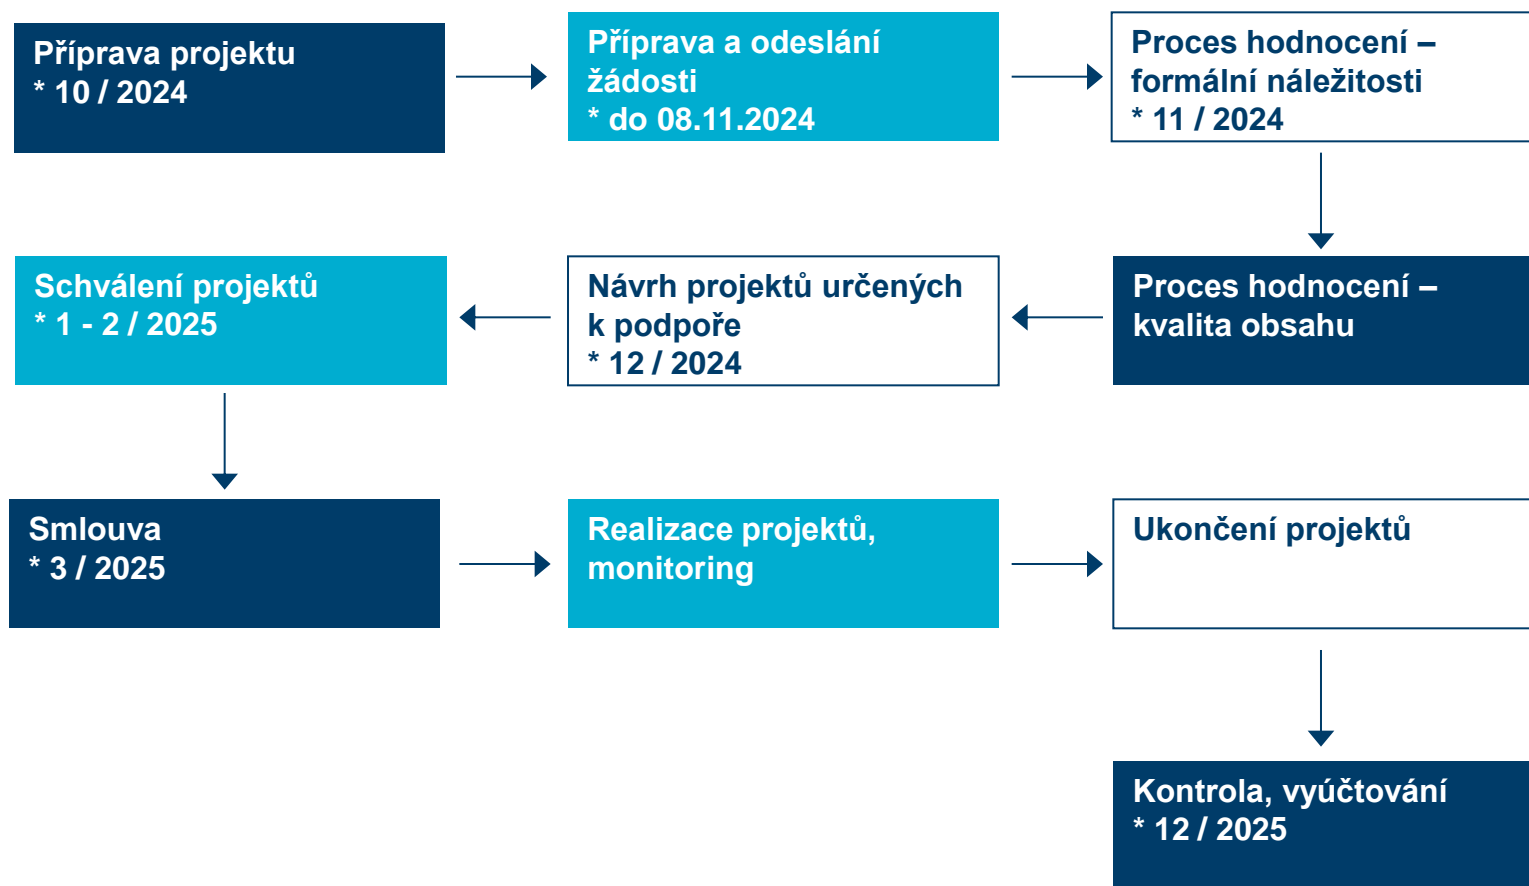 Příprava projektu
* 10 / 2024
Příprava a odeslání
žádosti
* do 08.11.2024
Proces hodnocení –
formální náležitosti
* 11 / 2024
Proces hodnocení –
kvalita obsahu
Návrh projektů určených
k podpoře
* 12 / 2024
Schválení projektů
* 1 - 2 / 2025
Smlouva
* 3 / 2025
Realizace projektů,
monitoring
Ukončení projektů
Kontrola, vyúčtování
* 12 / 2025